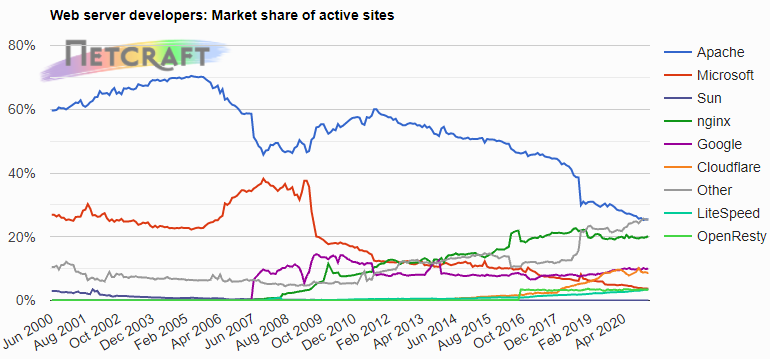 Web server developers: Market share of active sites
NETCRAFT
80%
60%
40%
20%
0%
Jun 2000
Aug 2001
Oct 2002
Dec 2003
Feb 2005
Apr 2006
Jun 2007
Aug 2008
Oct 2009
Dec 2010
Feb 2012
Apr 2013
Jun 2014
Aug 2015
Oct 2016
Dec 2017
Feb 2019
Apr 2020
Apache
Microsoft
Sun
nginx
Google
Cloudflare
Other
LiteSpeed
OpenResty